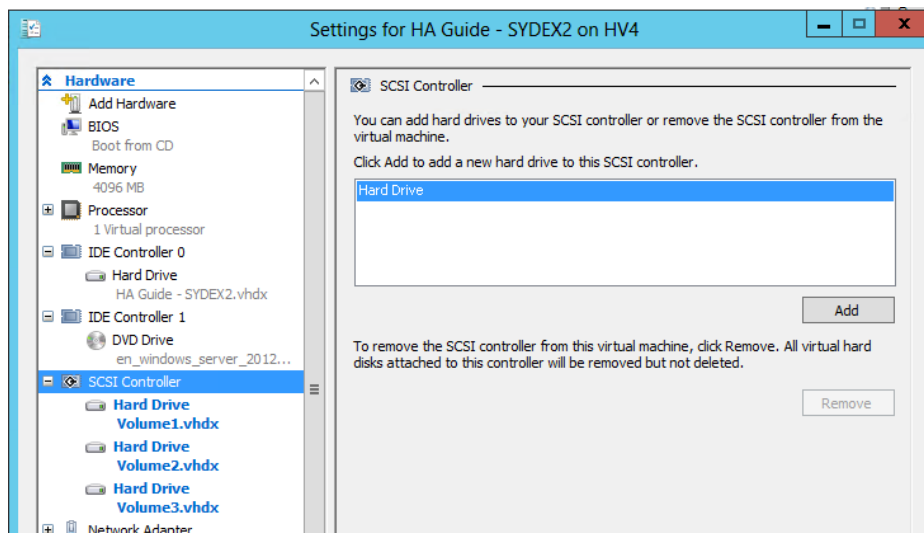 Settings for HA Guide - SYDEX2 on HV4
Hardware
Add Hardware
BIOS
Boot from CD
Memory
4096 MB
Processor
1 Virtual processor
IDE Controller 0
Hard Drive
HA Guide - SYDEX2.vhdx
IDE Controller 1
DVD Drive
en_windows_server_2012...
SCSI Controller
Hard Drive
Volume1.vhdx
Hard Drive
Volume2.vhdx
Hard Drive
Volume3.vhdx
Network Adapter
SCSI Controller
You can add hard drives to your SCSI controller or remove the SCSI controller from the
virtual machine.
Click Add to add a new hard drive to this SCSI controller.
Hard Drive
Add
To remove the SCSI controller from this virtual machine, click Remove. All virtual hard
disks attached to this controller will be removed but not deleted.
Remove